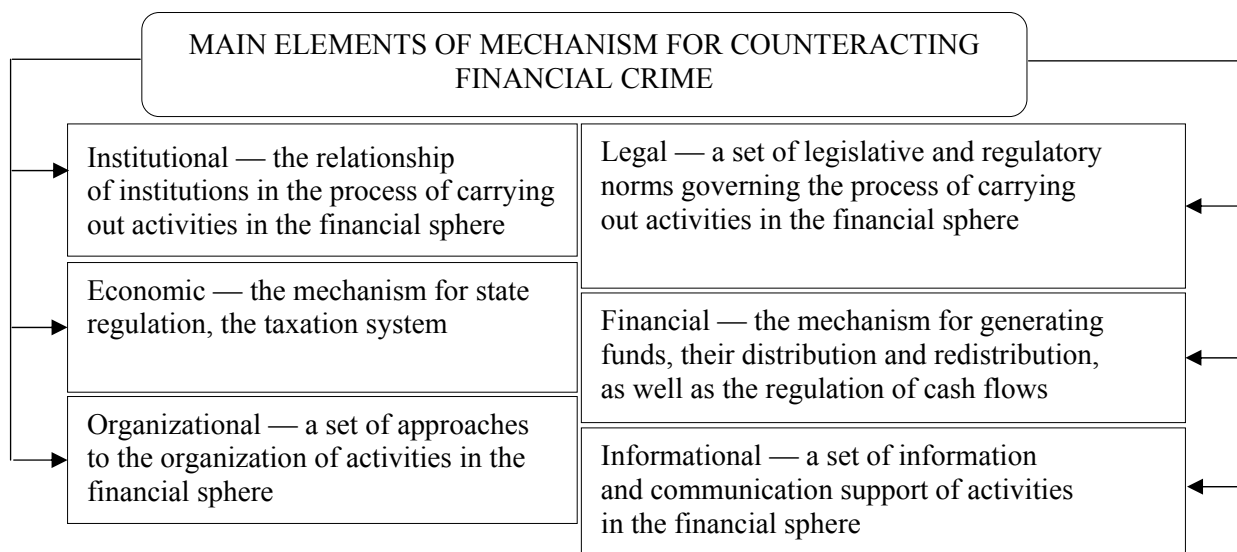 MAIN ELEMENTS OF MECHANISM FOR COUNTERACTING
FINANCIAL CRIME
Institutional — the relationship
of institutions in the process of carrying
out activities in the financial sphere
Economic — the mechanism for state
regulation, the taxation system
Organizational — a set of approaches
to the organization of activities in the
financial sphere
Legal — a set of legislative and regulatory
norms governing the process of carrying
out activities in the financial sphere
Financial — the mechanism for generating
funds, their distribution and redistribution,
as well as the regulation of cash flows
Informational — a set of information
and communication support of activities
in the financial sphere